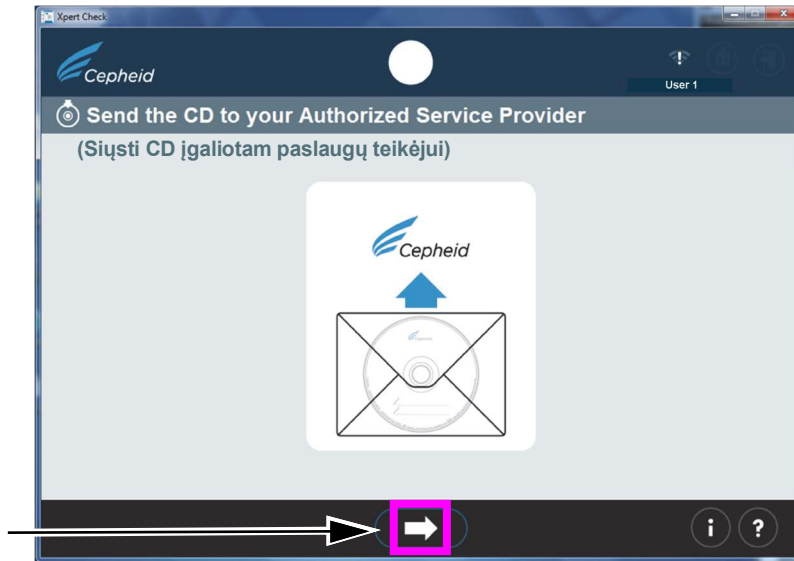 Xpert Check
Cepheid
User 1
Send the CD to your Authorized Service Provider
(Siųsti CD įgaliotam paslaugų teikėjui)
Cepheid
i ?